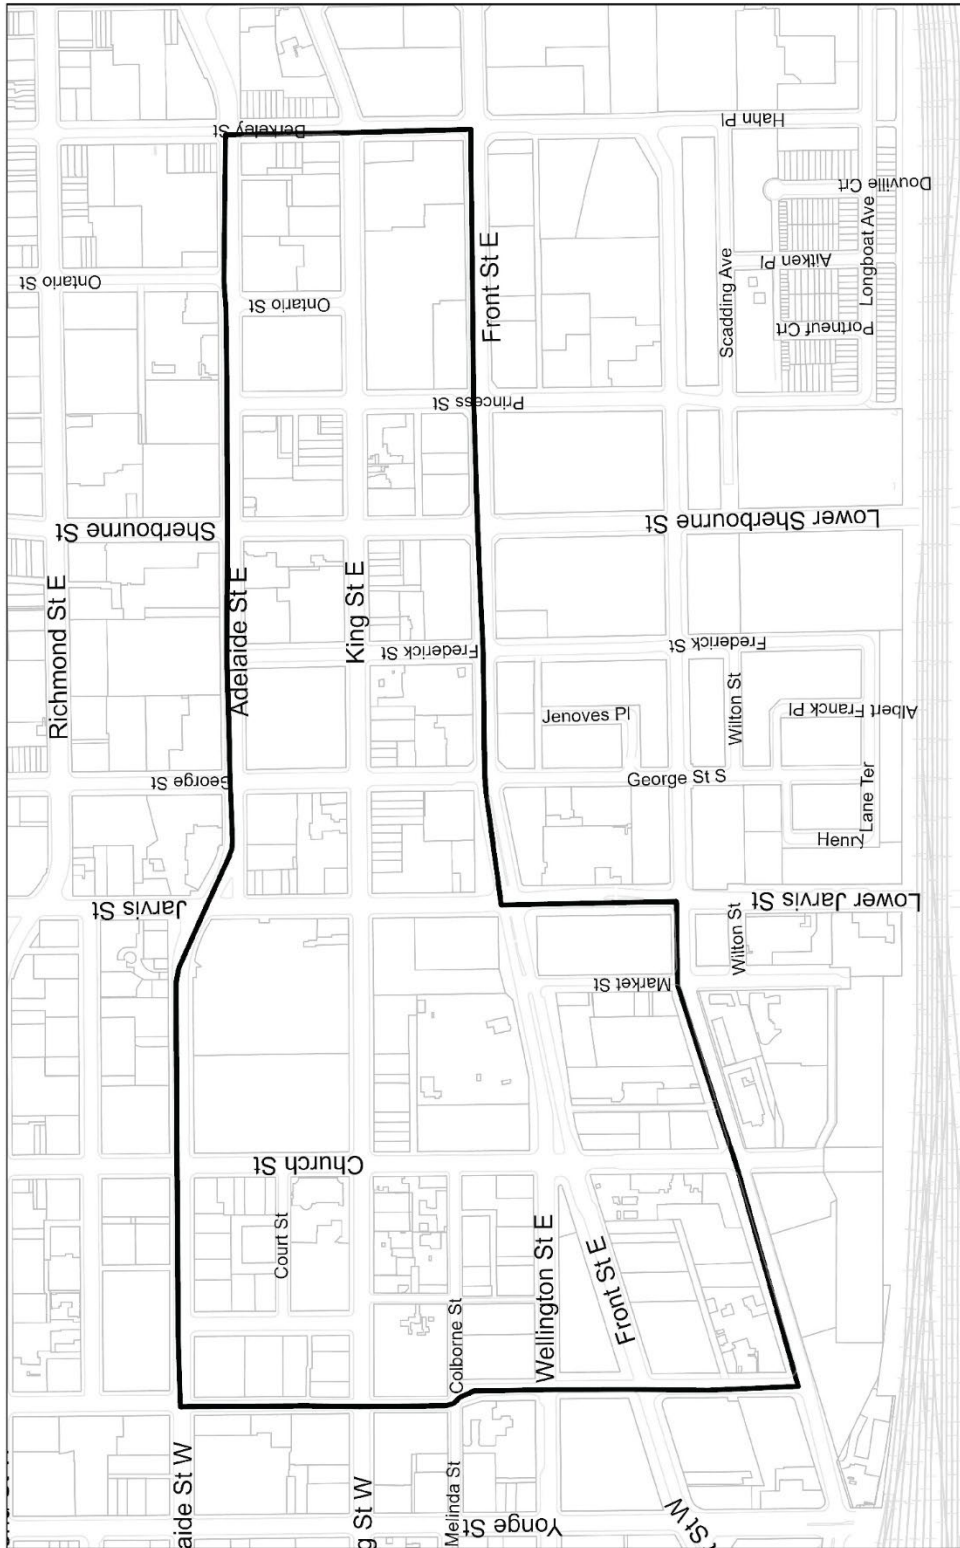 Berkeley St
Hahn Pl
Douville Crt
Ontario St
Ontario St
Front St E
Scadding Ave
Aitken Pl
Longboat Ave
Portneuf Crt
Princess St
Sherbourne St
Lower Sherbourne St
Richmond St E
Adelaide St E
King St E
Frederick St
Frederick St
Jenoves Pl
Wilton St
Albert Franck Pl
George St
George St S
Henry
Lane Ter
Jarvis St
Lower Jarvis St
Wilton St
Market St
Church St
Court St
Wellington St E
Front St E
Colborne St
aide St W
g St W
Melinda St
Yonge St
St W